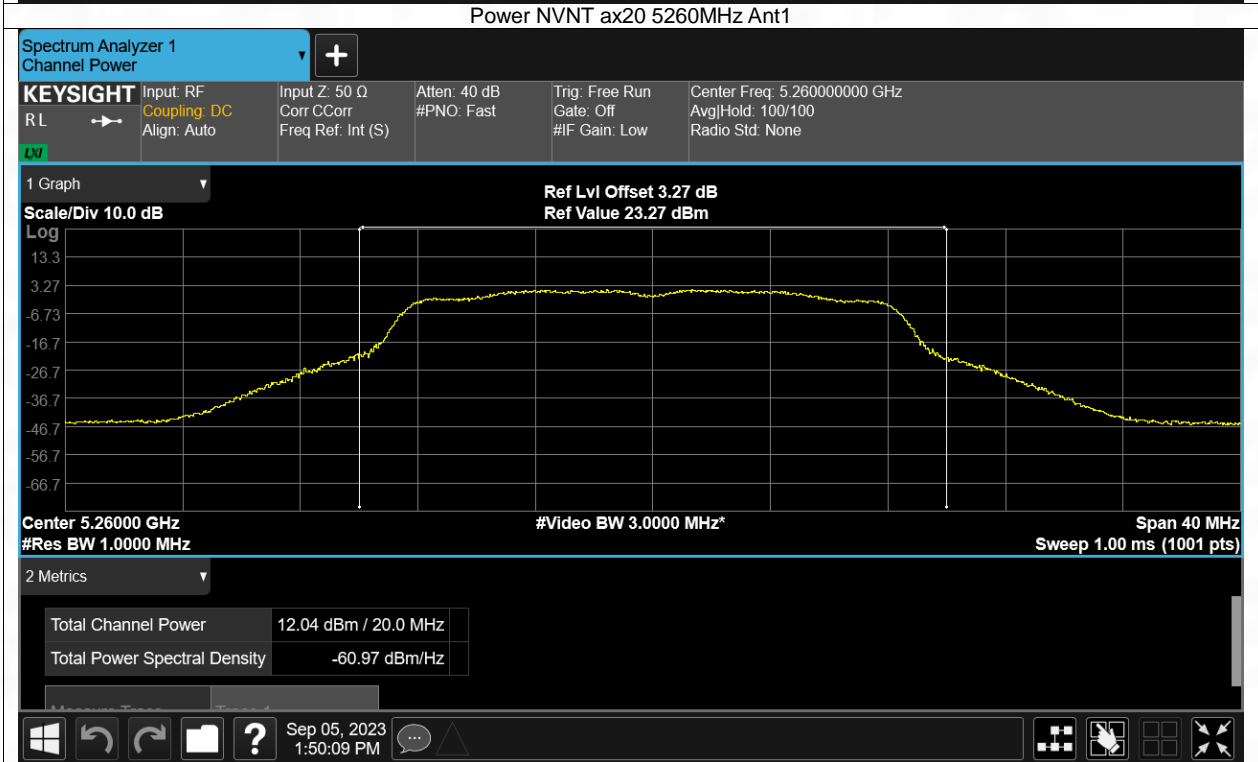 Power NVNT ax20 5260MHz Ant1
Spectrum Analyzer 1
Channel Power
+
KEYSIGHT
RL
LXI
Input: RF
Coupling: DC
Align: Auto
Input Z: 50 Ω
Corr CCorr
Freq Ref: Int (S)
Atten: 40 dB
#PNO: Fast
Trig: Free Run
Gate: Off
#IF Gain: Low
Center Freq: 5.260000000 GHz
Avg|Hold: 100/100
Radio Std: None
1 Graph
Scale/Div 10.0 dB
Ref Lvl Offset 3.27 dB
Ref Value 23.27 dBm
Log
13.3
3.27
-6.73
-16.7
-26.7
-36.7
-46.7
-56.7
-66.7
Center 5.26000 GHz
#Video BW 3.0000 MHz*
Span 40 MHz
#Res BW 1.0000 MHz
Sweep 1.00 ms (1001 pts)
2 Metrics
Total Channel Power 12.04 dBm / 20.0 MHz
Total Power Spectral Density -60.97 dBm/Hz
?
Sep 05, 2023
1:50:09 PM